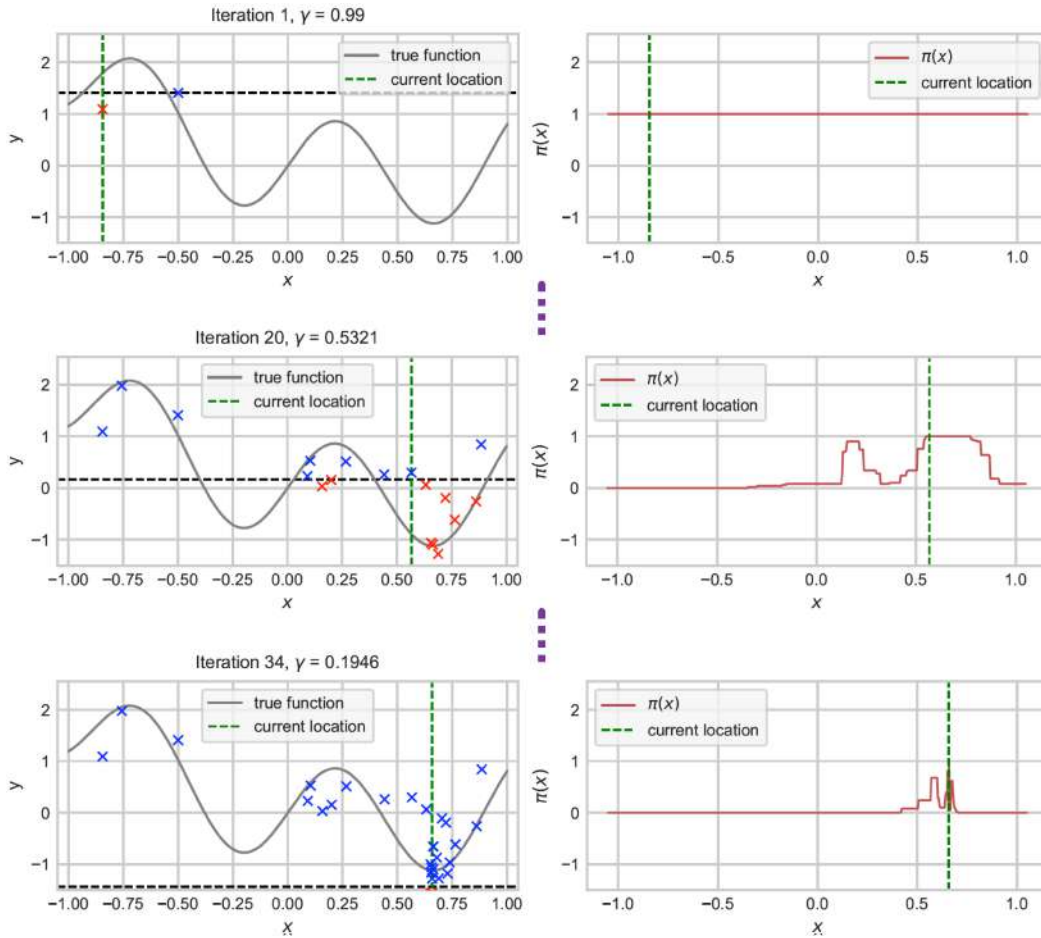 Iteration 1, γ = 0.99
true function
current location
y
2
1
0
−1
−1.00 −0.75 −0.50 −0.25 0.00 0.25 0.50 0.75 1.00
x
π(x)
current location
π(x)
2
1
0
−1
−1.0 −0.5 0.0 0.5 1.0
x
Iteration 20, γ = 0.5321
true function
current location
y
2
1
0
−1
−1.00 −0.75 −0.50 −0.25 0.00 0.25 0.50 0.75 1.00
x
π(x)
current location
π(x)
2
1
0
−1
−1.0 −0.5 0.0 0.5 1.0
x
Iteration 34, γ = 0.1946
true function
current location
y
2
1
0
−1
−1.00 −0.75 −0.50 −0.25 0.00 0.25 0.50 0.75 1.00
x
π(x)
current location
π(x)
2
1
0
−1
−1.0 −0.5 0.0 0.5 1.0
x